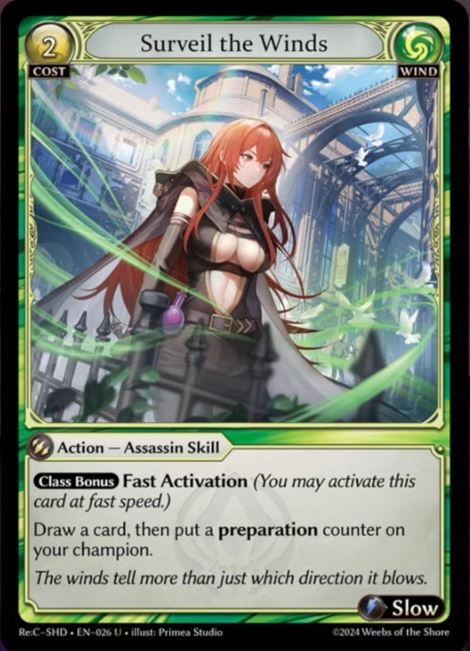 2 Surveil the Winds
COST WIND
Action — Assassin Skill
Class Bonus Fast Activation (You may activate this
card at fast speed.)
Draw a card, then put a preparation counter on
your champion.
The winds tell more than just which direction it blows.
Slow
Re:C–SHD • EN–026 U • illust: Primea Studio ©2024 Weebs of the Shore